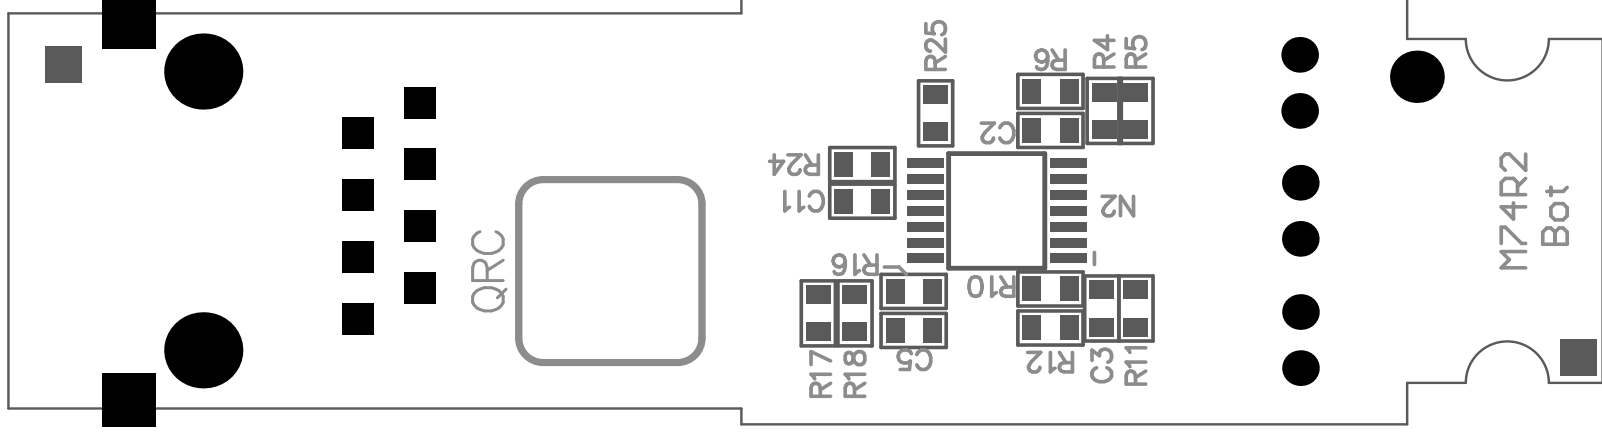 R25
R6
R4
R5
C2
R24
C11
N2
M74R2
Bot
QRC
R16
R10
R17
R18
C5
R12
C3
R11